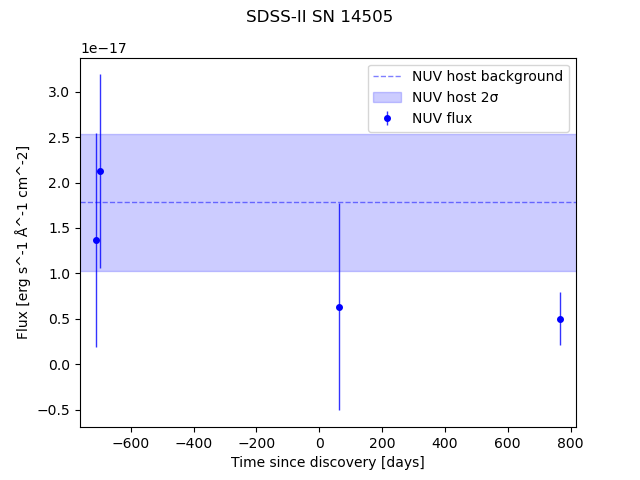 SDSS-II SN 14505
1e−17
NUV host background
NUV host 2σ
NUV flux
3.0
2.5
2.0
1.5
1.0
0.5
0.0
−0.5
Flux [erg s^-1 Å^-1 cm^-2]
−600
−400
−200
0
200
400
600
800
Time since discovery [days]